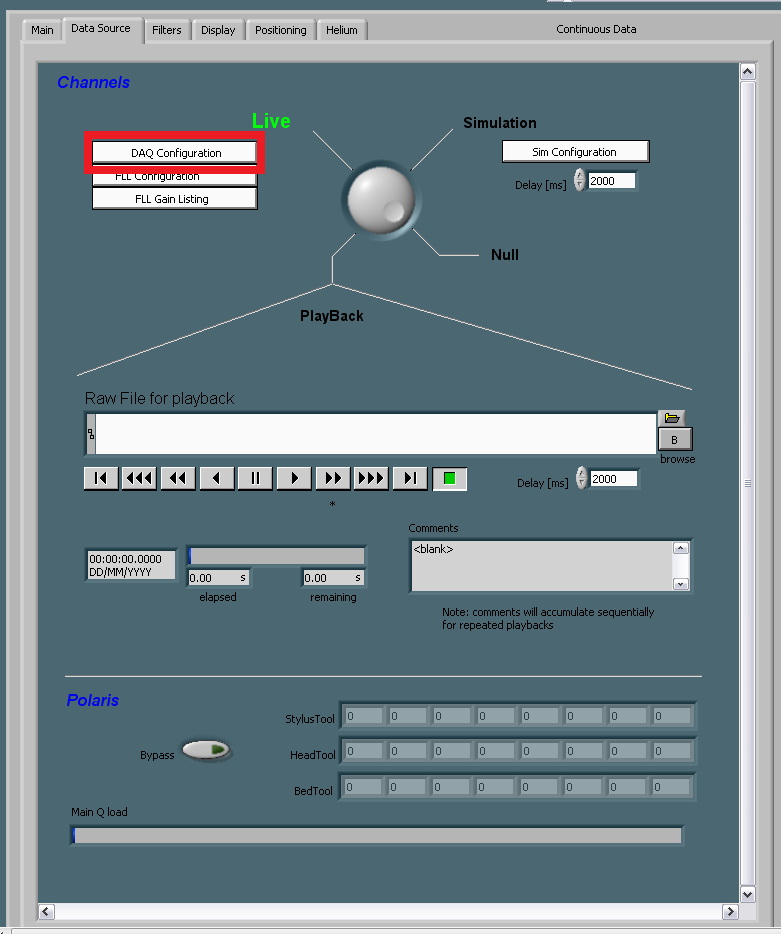 Main Data Source Filters Display Positioning Helium Continuous Data
Channels
Live Simulation
DAQ Configuration Sim Configuration
FLL Configuration Delay [ms] 2000
FLL Gain Listing
Null
PlayBack
Raw File for playback
B
browse
Delay [ms] 2000
*
Comments
<blank>
00:00:00.0000
DD/MM/YYYY
0.00 s 0.00 s
elapsed remaining
Note: comments will accumulate sequentially
for repeated playbacks
Polaris
StylusTool 0 0 0 0 0 0 0 0
Bypass HeadTool 0 0 0 0 0 0 0 0
BedTool 0 0 0 0 0 0 0 0
Main Q load